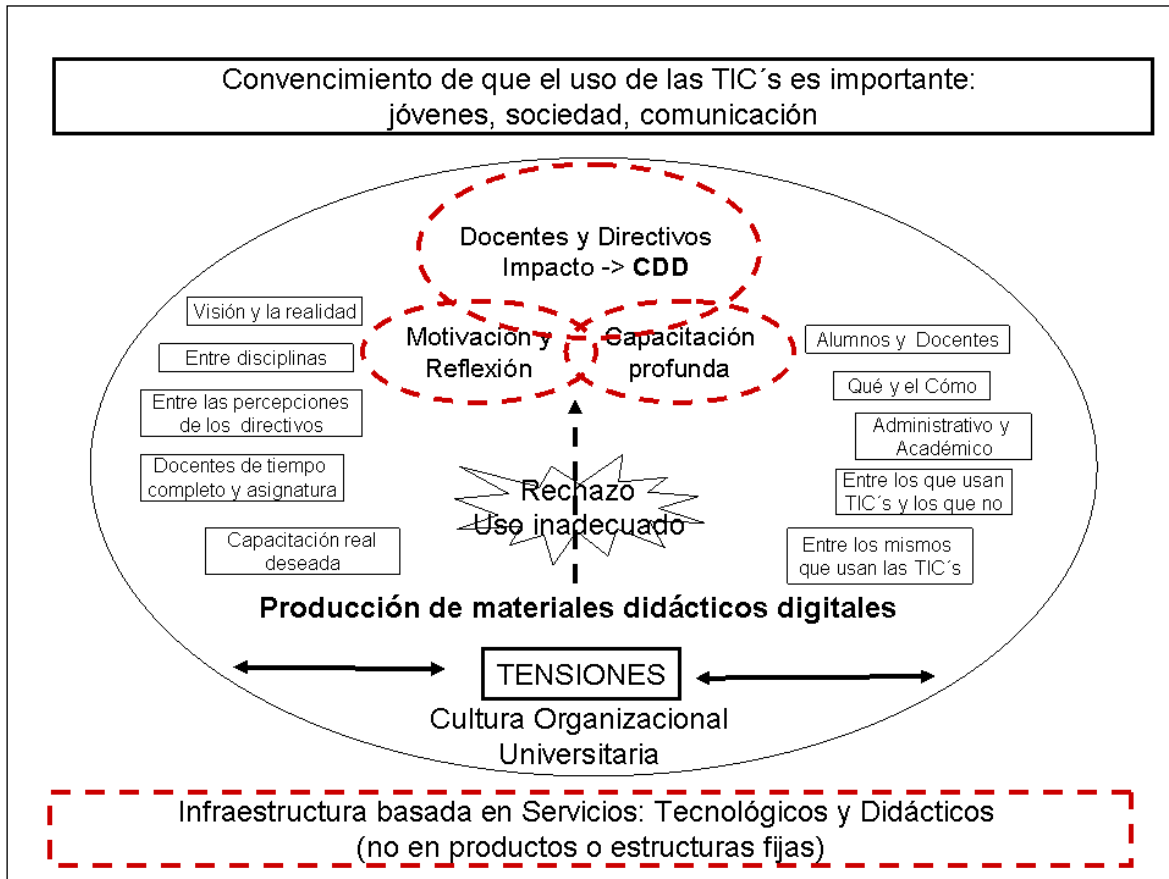 Convencimiento de que el uso de las TIC´s es importante:
jóvenes, sociedad, comunicación
Docentes y Directivos
Impacto -> CDD
Motivación y
Reflexión
Capacitación
profunda
Visión y la realidad
Entre disciplinas
Entre las percepciones
de los directivos
Docentes de tiempo
completo y asignatura
Capacitación real
deseada
Alumnos y Docentes
Qué y el Cómo
Administrativo y
Académico
Entre los que usan
TIC´s y los que no
Entre los mismos
que usan las TIC´s
Rechazo
Uso inadecuado
Producción de materiales didácticos digitales
TENSIONES
Cultura Organizacional
Universitaria
Infraestructura basada en Servicios: Tecnológicos y Didácticos
(no en productos o estructuras fijas)